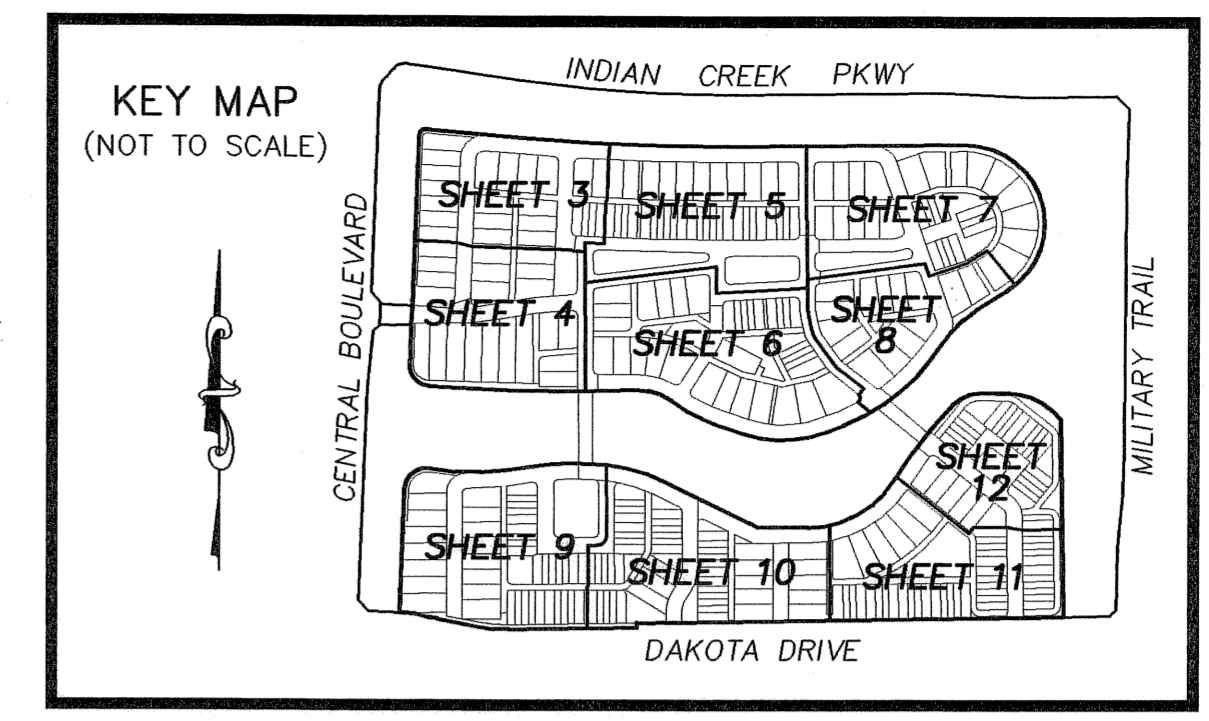 INDIAN CREEK PKWY
KEY MAP
(NOT TO SCALE)
SHEET 3
SHEET 5
SHEET 7
CENTRAL BOULEVARD
SHEET 4
SHEET 6
SHEET
8
MILITARY TRAIL
SHEET
12
SHEET 9
SHEET 10
SHEET 11
DAKOTA DRIVE